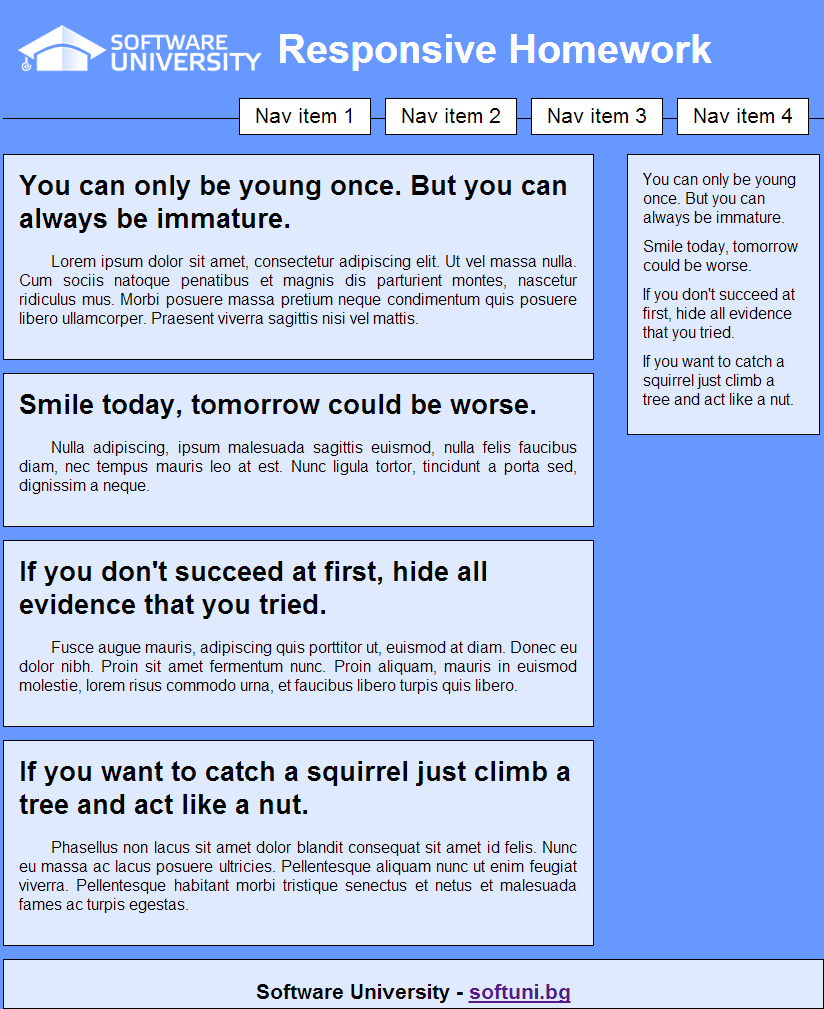 SOFTWARE
UNIVERSITY
Responsive Homework
Nav item 1
Nav item 2
Nav item 3
Nav item 4
You can only be young once. But you can
always be immature.
Lorem ipsum dolor sit amet, consectetur adipiscing elit. Ut vel massa nulla.
Cum sociis natoque penatibus et magnis dis parturient montes, nascetur
ridiculus mus. Morbi posuere massa pretium neque condimentum quis posuere
libero ullamcorper. Praesent viverra sagittis nisi vel mattis.
Smile today, tomorrow could be worse.
Nulla adipiscing, ipsum malesuada sagittis euismod, nulla felis faucibus
diam, nec tempus mauris leo at est. Nunc ligula tortor, tincidunt a porta sed,
dignissim a neque.
If you don't succeed at first, hide all
evidence that you tried.
Fusce augue mauris, adipiscing quis porttitor ut, euismod at diam. Donec eu
dolor nibh. Proin sit amet fermentum nunc. Proin aliquam, mauris in euismod
molestie, lorem risus commodo urna, et faucibus libero turpis quis libero.
If you want to catch a squirrel just climb a
tree and act like a nut.
Phasellus non lacus sit amet dolor blandit consequat sit amet id felis. Nunc
eu massa ac lacus posuere ultricies. Pellentesque aliquam nunc ut enim feugiat
viverra. Pellentesque habitant morbi tristique senectus et netus et malesuada
fames ac turpis egestas.
You can only be young
once. But you can
always be immature.
Smile today, tomorrow
could be worse.
If you don't succeed at
first, hide all evidence
that you tried.
If you want to catch a
squirrel just climb a
tree and act like a nut.
Software University - softuni.bg